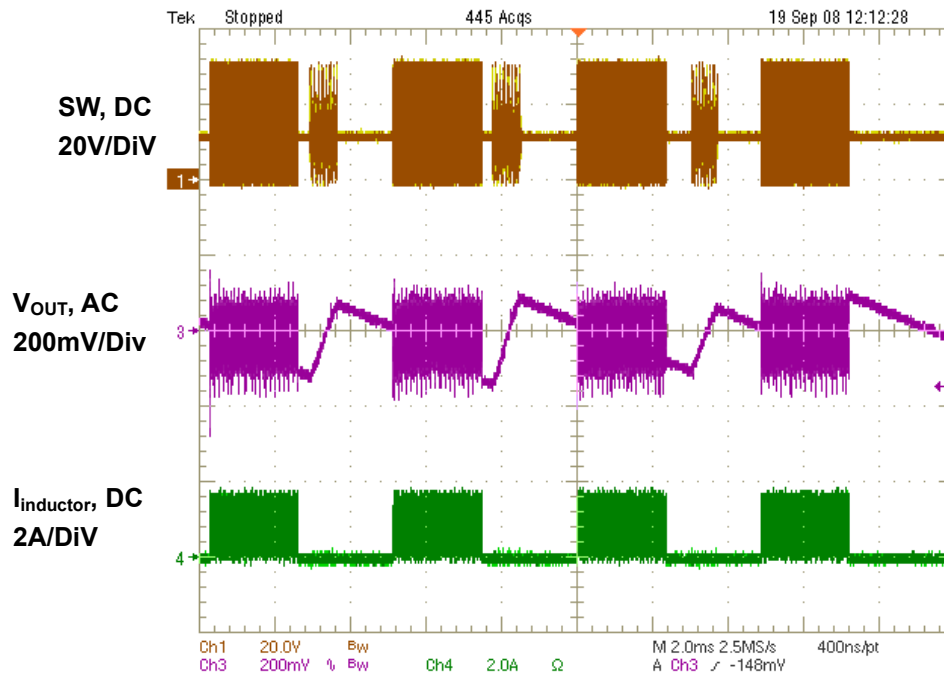 Tek Stopped 445 Acqs 19 Sep 08 12:12:28
SW, DC
20V/DiV
1
VOUT, AC
200mV/Div
3
Iinductor, DC
2A/DiV
4
Ch1 20.0V Bw M 2.0ms 2.5MS/s 400ns/pt
Ch3 200mV ∿ Bw Ch4 2.0A Ω A Ch3 ∕ -148mV